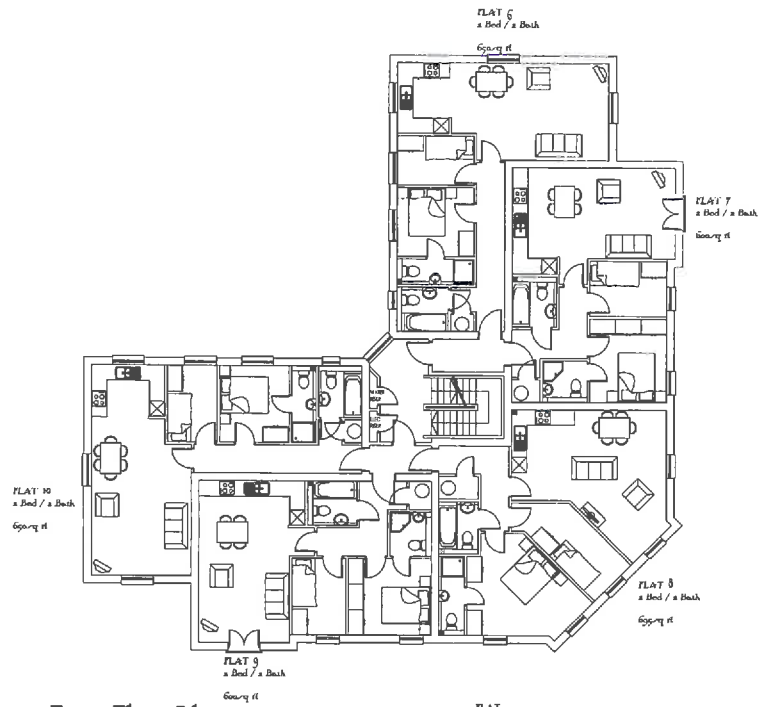 FLAT 6
2 Bed / 2 Bath
650sq ft
FLAT 7
2 Bed / 2 Bath
600sq ft
FLAT 10
2 Bed / 2 Bath
650sq ft
FLAT 8
2 Bed / 2 Bath
695sq ft
FLAT 9
2 Bed / 2 Bath
600sq ft
FLAT